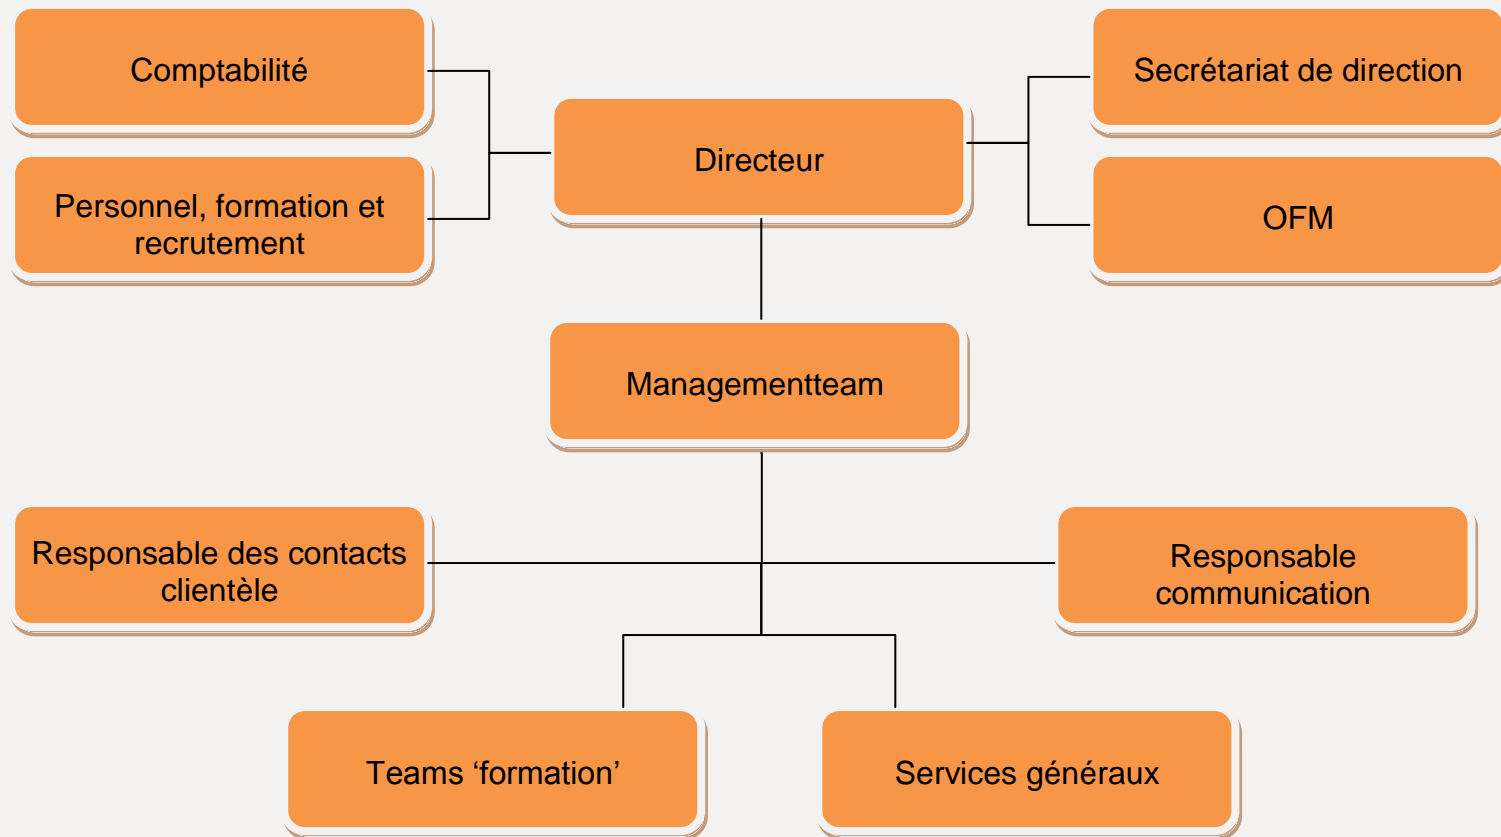 Comptabilité
Secrétariat de direction
Directeur
Personnel, formation et
recrutement
OFM
Managementteam
Responsable des contacts
clientèle
Responsable
communication
Teams ‘formation’
Services généraux